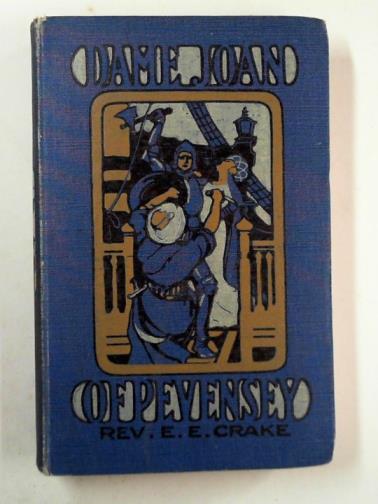 DAME JOAN
OF PEVENSEY
REV. E. E. CRAKE